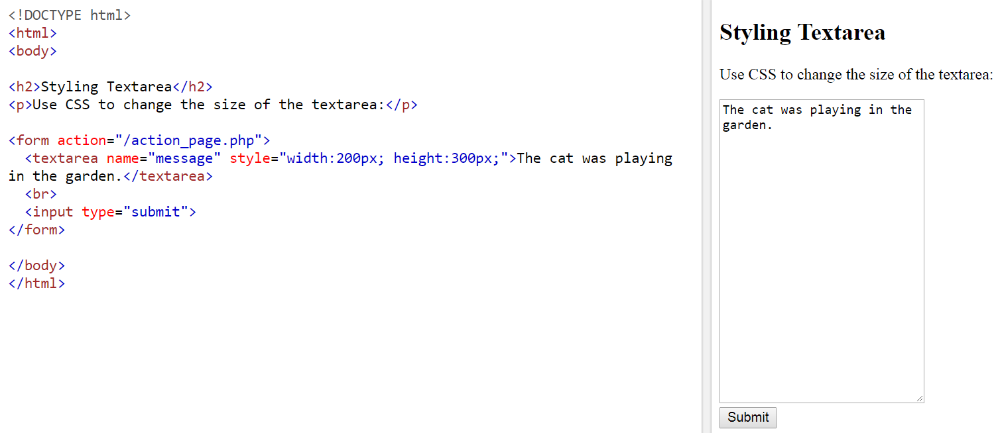 <!DOCTYPE html>
<html>
<body>
<h2>Styling Textarea</h2>
<p>Use CSS to change the size of the textarea:</p>
<form action="/action_page.php">
<textarea name="message" style="width:200px; height:300px;">The cat was playing
in the garden.</textarea>
<br>
<input type="submit">
</form>
</body>
</html>
Styling Textarea
Use CSS to change the size of the textarea:
The cat was playing in the
garden.
Submit